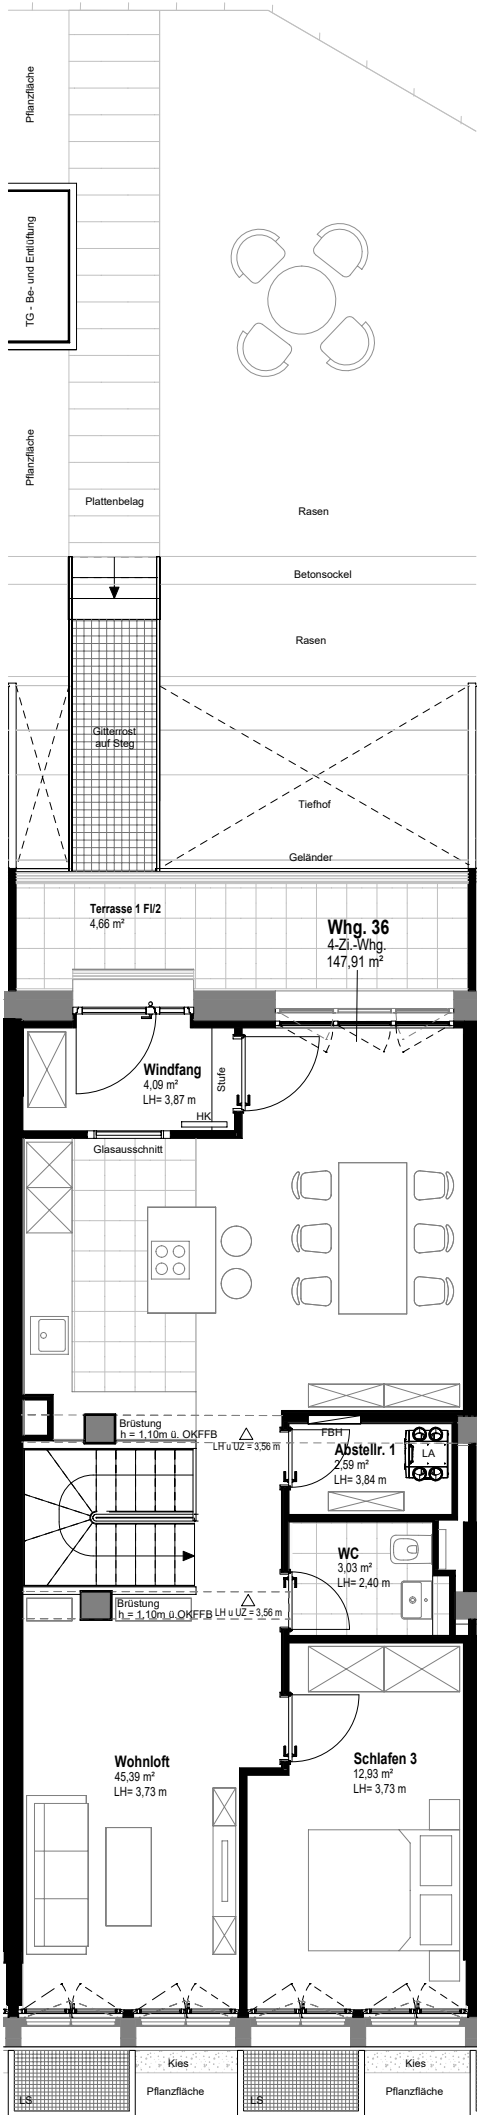 Pflanzfläche
TG - Be- und Entlüftung
Pflanzfläche
Plattenbelag
Rasen
Betonsockel
Rasen
Gitterrost
auf Steg
Tiefhof
Geländer
Terrasse 1 Fl/2
4,66 m²
Whg. 36
4-Zi.-Whg.
147,91 m²
Windfang
4,09 m²
LH= 3,87 m
Stufe
HK
Glasausschnitt
Brüstung
h = 1,10m ü. OKFFB
LH u UZ = 3,56 m
FBH
Abstellr. 1
2,59 m²
LH= 3,84 m
LA
WC
3,03 m²
LH= 2,40 m
Brüstung
h = 1,10m ü.OKFFB
LH u UZ = 3,56 m
Wohnloft
45,39 m²
LH= 3,73 m
Schlafen 3
12,93 m²
LH= 3,73 m
Kies
Kies
Pflanzfläche
Pflanzfläche
LS
LS